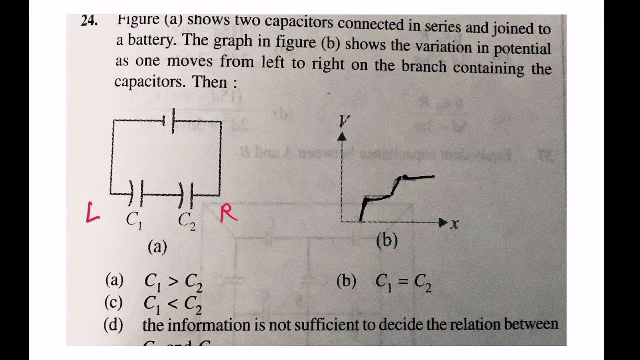 24. Figure (a) shows two capacitors connected in series and joined to
a battery. The graph in figure (b) shows the variation in potential
as one moves from left to right on the branch containing the
capacitors. Then :
V
L
C₁
C₂
R
x
(a)
(b)
(a) C₁ > C₂
(b) C₁ = C₂
(c) C₁ < C₂
(d) the information is not sufficient to decide the relation between